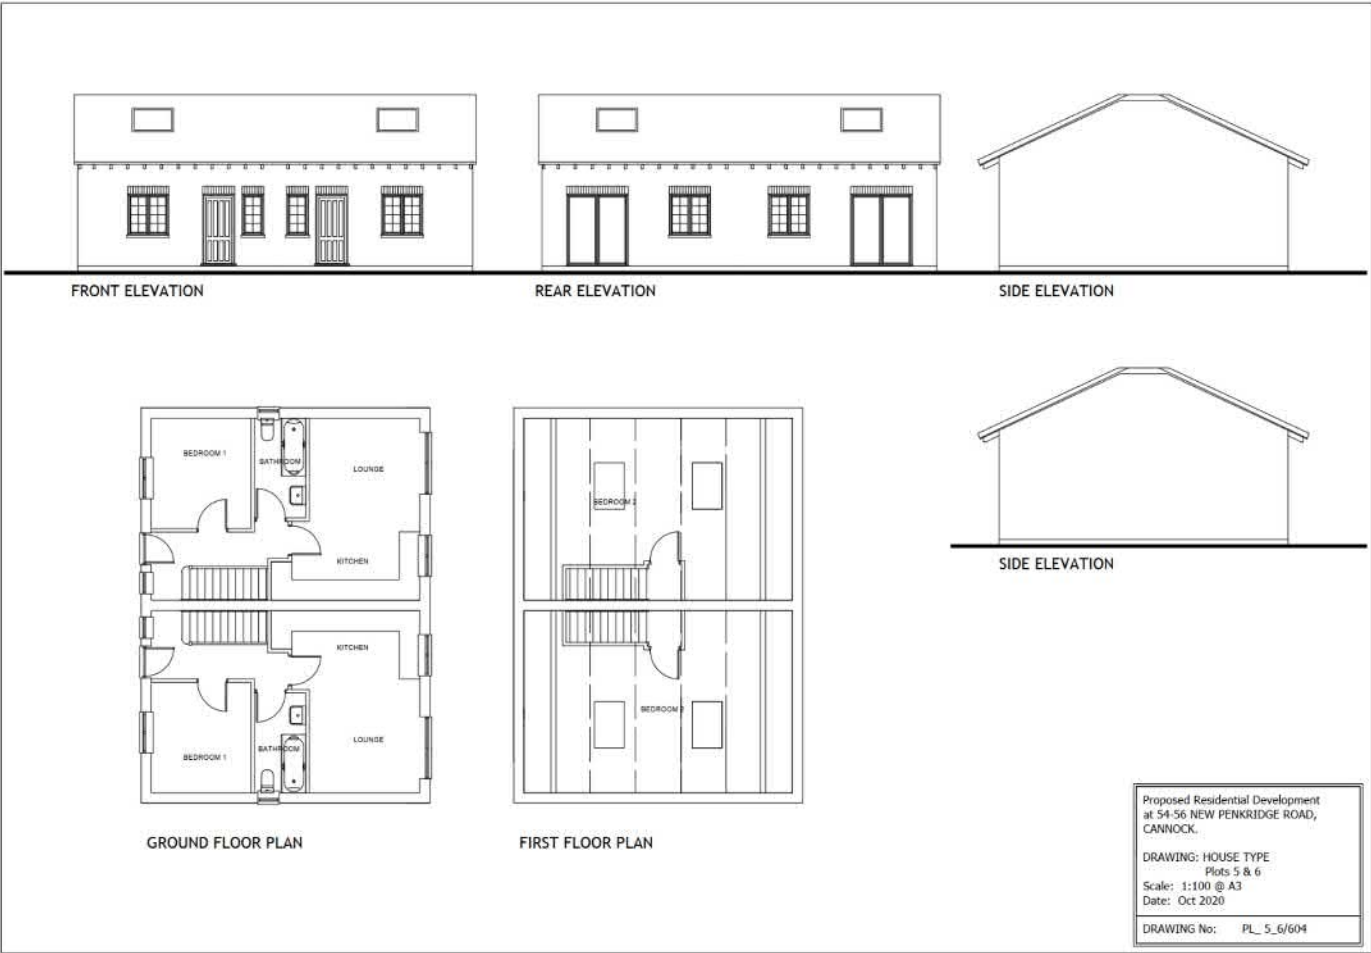 FRONT ELEVATION
REAR ELEVATION
SIDE ELEVATION
SIDE ELEVATION
BEDROOM 1
BATHROOM
LOUNGE
KITCHEN
KITCHEN
LOUNGE
BATHROOM
BEDROOM 1
BEDROOM 2
BEDROOM 2
GROUND FLOOR PLAN
FIRST FLOOR PLAN
Proposed Residential Development
at 54-56 NEW PENKRIDGE ROAD,
CANNOCK.
DRAWING: HOUSE TYPE
Plots 5 & 6
Scale: 1:100 @ A3
Date: Oct 2020
DRAWING No: PL_ 5_6/604